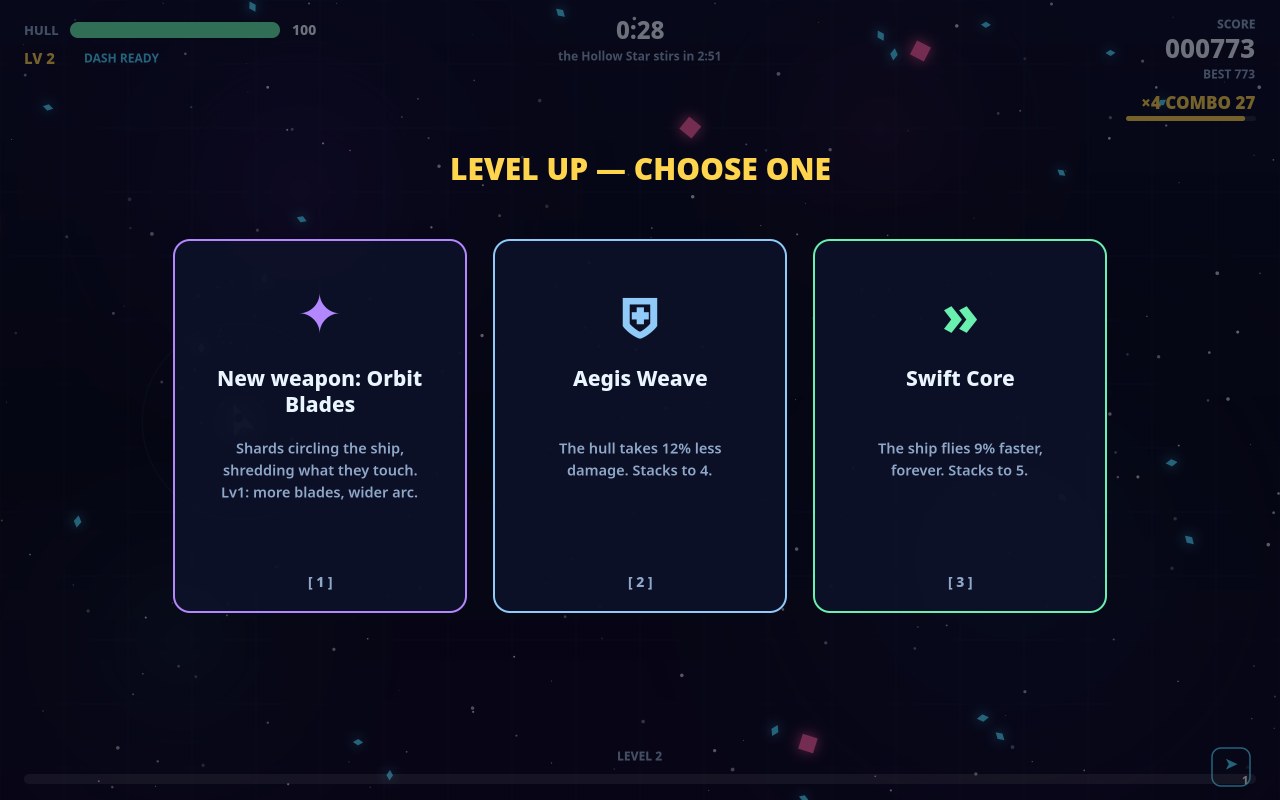 HULL 100
LV 2 DASH READY
0:28
the Hollow Star stirs in 2:51
SCORE
000773
BEST 773
×4 COMBO 27
LEVEL UP — CHOOSE ONE
New weapon: Orbit
Blades
Shards circling the ship,
shredding what they touch.
Lv1: more blades, wider arc.
[ 1 ]
Aegis Weave
The hull takes 12% less
damage. Stacks to 4.
[ 2 ]
Swift Core
The ship flies 9% faster,
forever. Stacks to 5.
[ 3 ]
LEVEL 2
1